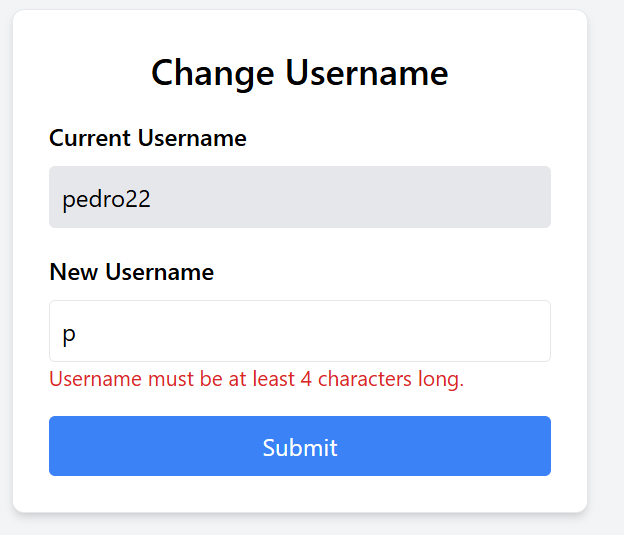 Change Username
Current Username
pedro22
New Username
p
Username must be at least 4 characters long.
Submit